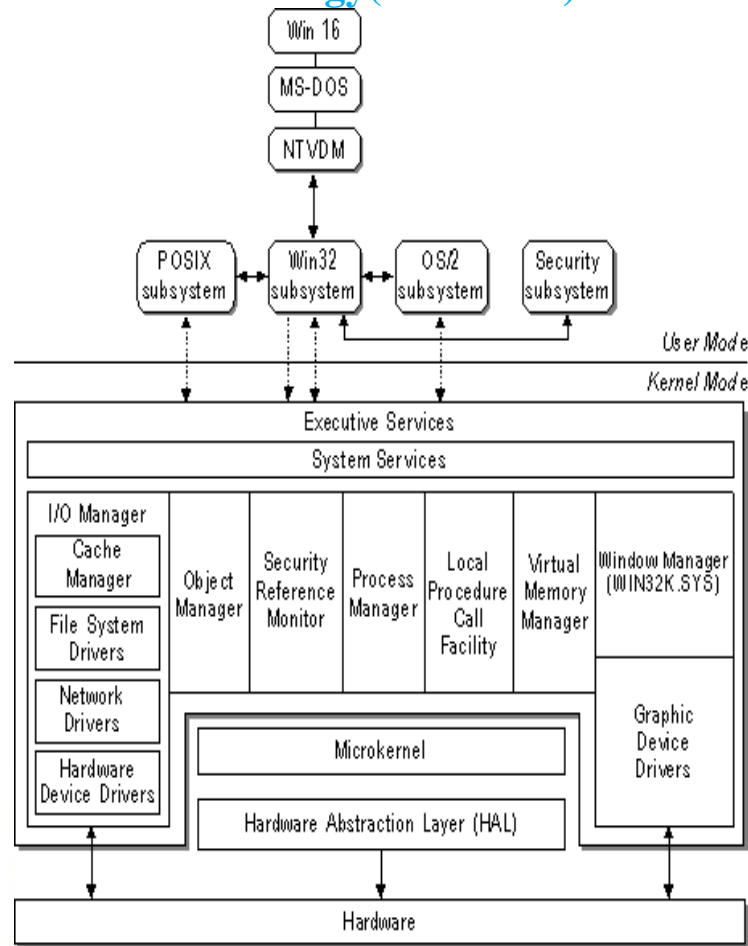 Win 16
MS-DOS
NTVDM
POSIX
subsystem
Win32
subsystem
OS/2
subsystem
Security
subsystem
User Mode
Kernel Mode
Executive Services
System Services
I/O Manager
Cache
Manager
File System
Drivers
Network
Drivers
Hardware
Device Drivers
Object
Manager
Security
Reference
Monitor
Process
Manager
Local
Procedure
Call
Facility
Virtual
Memory
Manager
Window Manager
(WIN32K.SYS)
Graphic
Device
Drivers
Microkernel
Hardware Abstraction Layer (HAL)
Hardware